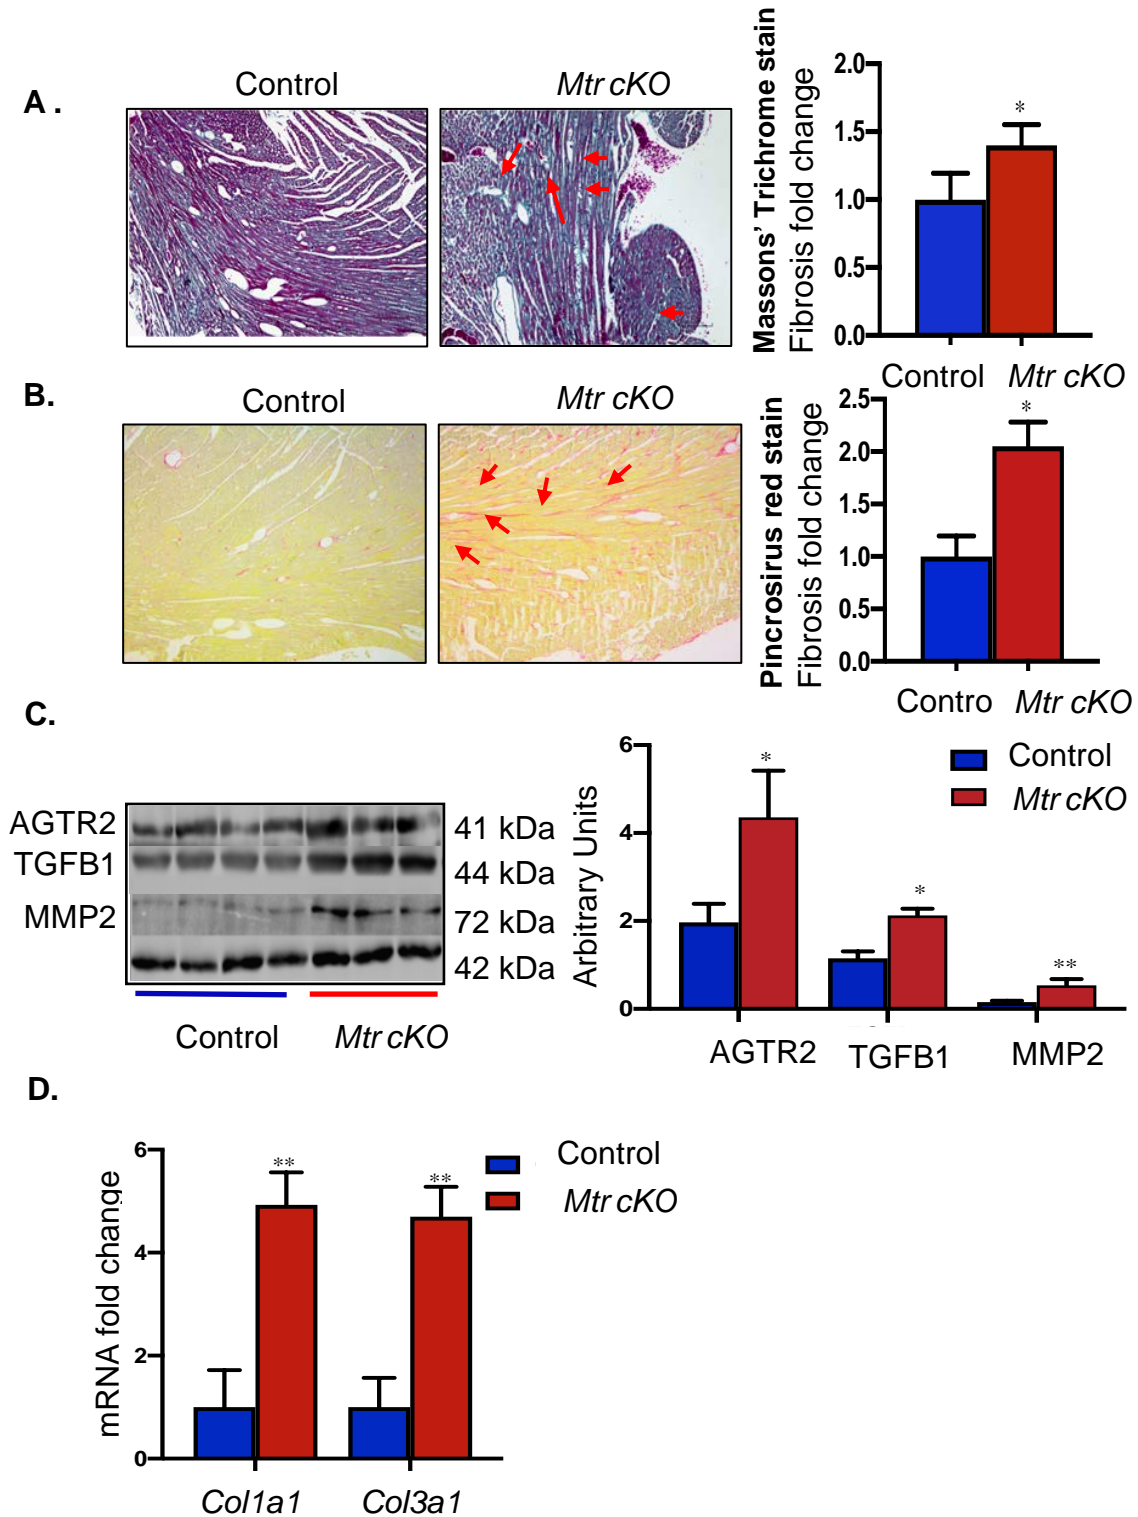 A .
Control
Mtr cKO
Massons’ Trichrome stain
Fibrosis fold change
2.0
1.5
1.0
0.5
0.0
*
Control Mtr cKO
B.
Control
Mtr cKO
Pincrosirus red stain
Fibrosis fold change
2.5
2.0
1.5
1.0
0.5
0.0
*
Contro Mtr cKO
C.
AGTR2
TGFB1
MMP2
41 kDa
44 kDa
72 kDa
42 kDa
Control
Mtr cKO
Arbitrary Units
6
4
2
0
*
*
**
AGTR2
TGFB1
MMP2
Control
Mtr cKO
D.
mRNA fold change
6
4
2
0
**
**
Col1a1
Col3a1
Control
Mtr cKO